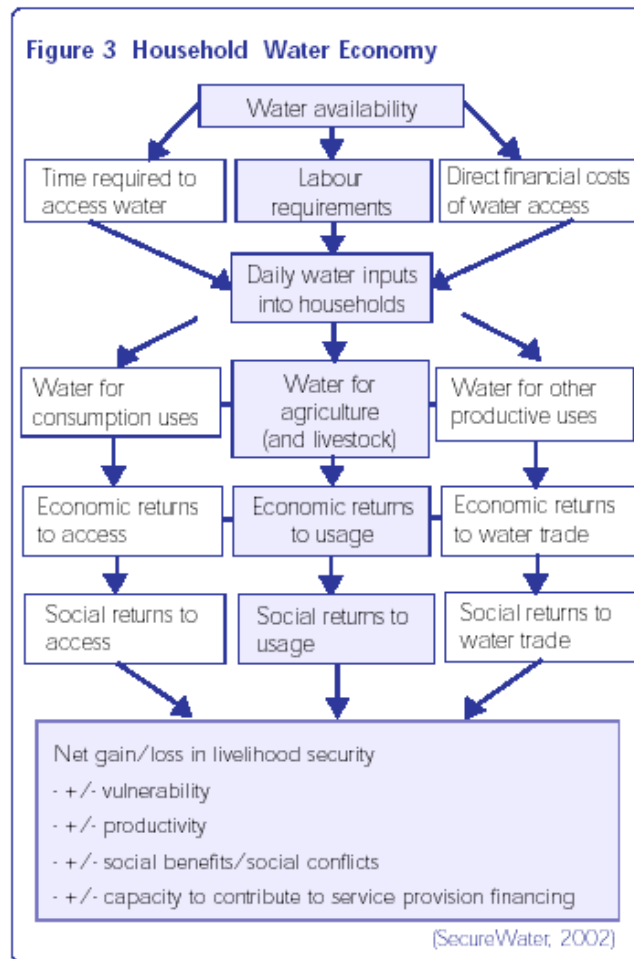 Figure 3 Household Water Economy
Water availability
Time required to
access water
Labour
requirements
Direct financial costs
of water access
Daily water inputs
into households
Water for
consumption uses
Water for
agriculture
(and livestock)
Water for other
productive uses
Economic returns
to access
Economic returns
to usage
Economic returns
to water trade
Social returns to
access
Social returns to
usage
Social returns to
water trade
Net gain/loss in livelihood security
- +/- vulnerability
- +/- productivity
- +/- social benefits/social conflicts
- +/- capacity to contribute to service provision financing
(SecureWater, 2002)